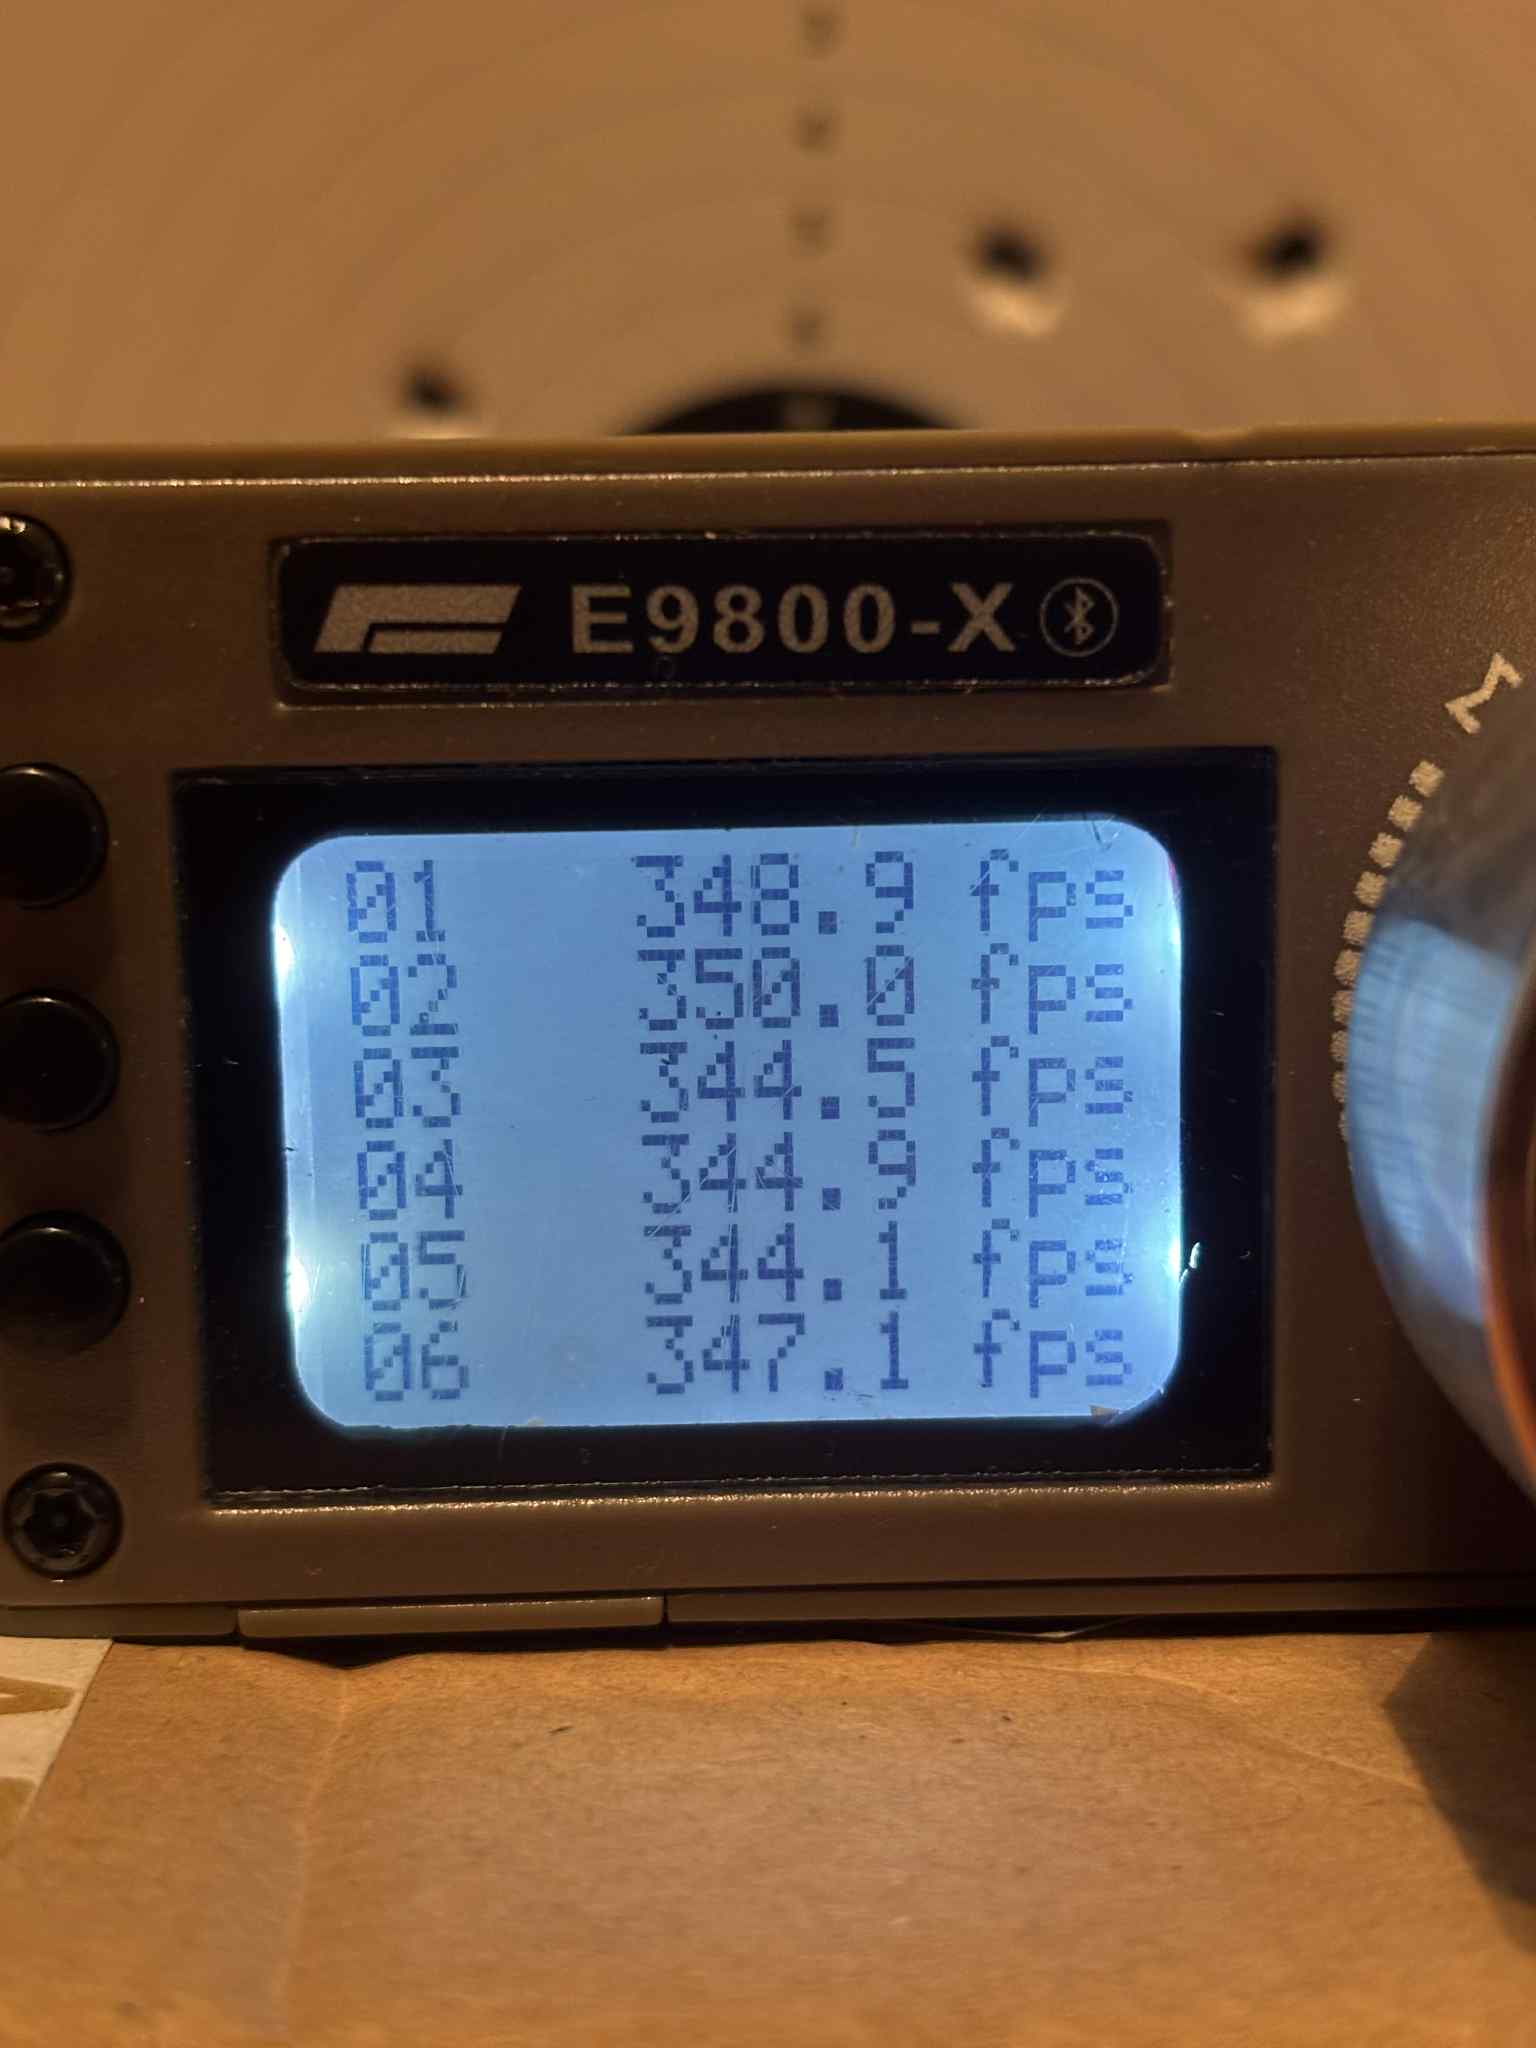 E9800-X
01 348.9 fps
02 350.0 fps
03 344.5 fps
04 344.9 fps
05 344.1 fps
06 347.1 fps